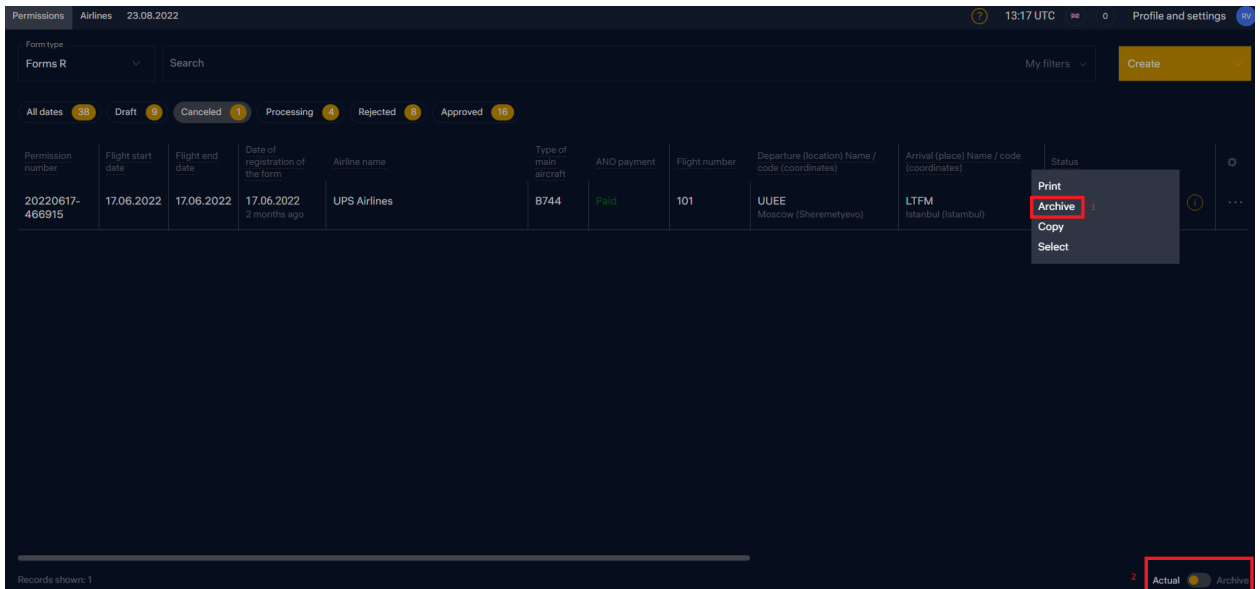 Permissions Airlines 23.08.2022 ? 13:17 UTC 0 Profile and settings RV
Form type
Forms R Search My filters Create
All dates 38 Draft 9 Canceled 1 Processing 4 Rejected 8 Approved 16
Permission number
Flight start date
Flight end date
Date of registration of the form
Airline name
Type of main aircraft
ANO payment
Flight number
Departure (location) Name / code (coordinates)
Arrival (place) Name / code (coordinates)
Status
20220617-466915
17.06.2022
17.06.2022
17.06.2022
2 months ago
UPS Airlines
B744
Paid
101
UUEE
Moscow (Sheremetyevo)
LTFM
Istanbul (Istambul)
Print
Archive 1
Copy
Select
Records shown: 1
2 Actual Archive